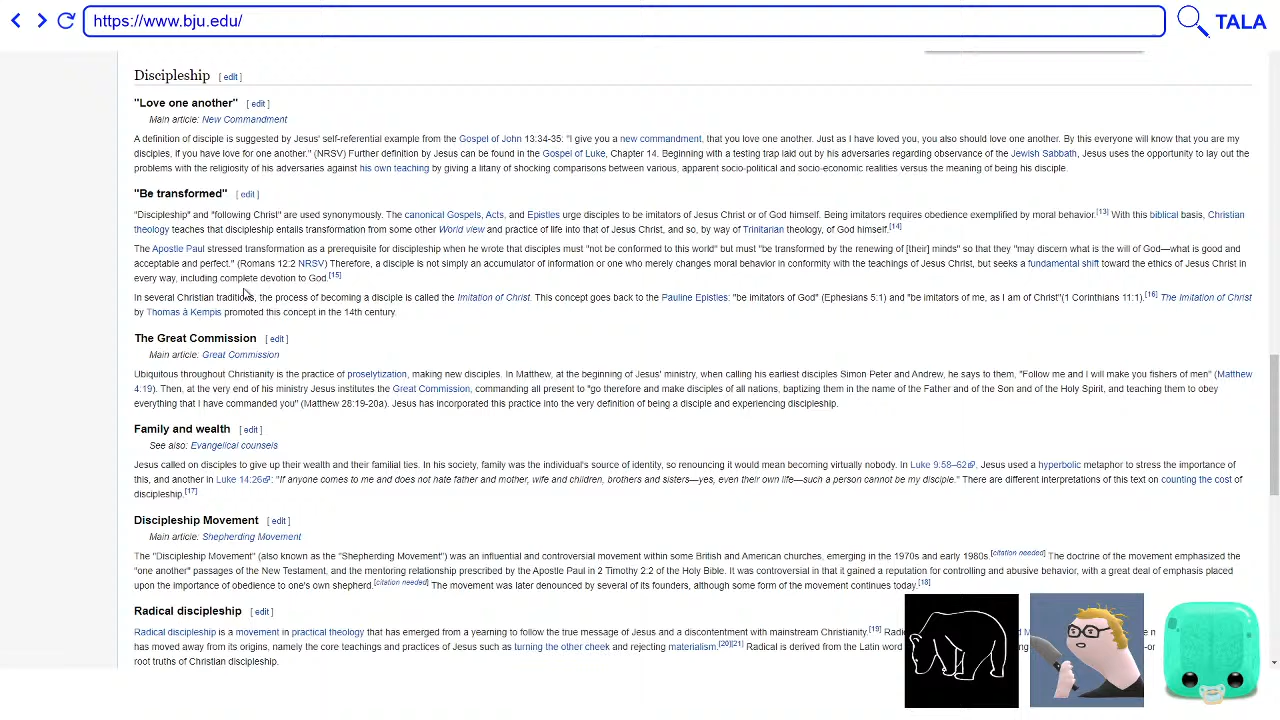 https://www.bju.edu/
TALA
Discipleship [ edit ]
"Love one another" [ edit ]
Main article: New Commandment
A definition of disciple is suggested by Jesus' self-referential example from the Gospel of John 13:34-35: "I give you a new commandment, that you love one another. Just as I have loved you, you also should love one another. By this everyone will know that you are my
disciples, if you have love for one another." (NRSV) Further definition by Jesus can be found in the Gospel of Luke, Chapter 14. Beginning with a testing trap laid out by his adversaries regarding observance of the Jewish Sabbath, Jesus uses the opportunity to lay out the
problems with the religiosity of his adversaries against his own teaching by giving a litany of shocking comparisons between various, apparent socio-political and socio-economic realities versus the meaning of being his disciple.
"Be transformed" [ edit ]
"Discipleship" and "following Christ" are used synonymously. The canonical Gospels, Acts, and Epistles urge disciples to be imitators of Jesus Christ or of God himself. Being imitators requires obedience exemplified by moral behavior.[13] With this biblical basis, Christian
theology teaches that discipleship entails transformation from some other World view and practice of life into that of Jesus Christ, and so, by way of Trinitarian theology, of God himself.[14]
The Apostle Paul stressed transformation as a prerequisite for discipleship when he wrote that disciples must "not be conformed to this world" but must "be transformed by the renewing of [their] minds" so that they "may discern what is the will of God—what is good and
acceptable and perfect." (Romans 12:2 NRSV) Therefore, a disciple is not simply an accumulator of information or one who merely changes moral behavior in conformity with the teachings of Jesus Christ, but seeks a fundamental shift toward the ethics of Jesus Christ in
every way, including complete devotion to God.[15]
In several Christian traditions, the process of becoming a disciple is called the Imitation of Christ. This concept goes back to the Pauline Epistles: "be imitators of God" (Ephesians 5:1) and "be imitators of me, as I am of Christ"(1 Corinthians 11:1).[16] The Imitation of Christ
by Thomas à Kempis promoted this concept in the 14th century.
The Great Commission [ edit ]
Main article: Great Commission
Ubiquitous throughout Christianity is the practice of proselytization, making new disciples. In Matthew, at the beginning of Jesus' ministry, when calling his earliest disciples Simon Peter and Andrew, he says to them, "Follow me and I will make you fishers of men" (Matthew
4:19). Then, at the very end of his ministry Jesus institutes the Great Commission, commanding all present to "go therefore and make disciples of all nations, baptizing them in the name of the Father and of the Son and of the Holy Spirit, and teaching them to obey
everything that I have commanded you" (Matthew 28:19-20a). Jesus has incorporated this practice into the very definition of being a disciple and experiencing discipleship.
Family and wealth [ edit ]
See also: Evangelical counsels
Jesus called on disciples to give up their wealth and their familial ties. In his society, family was the individual's source of identity, so renouncing it would mean becoming virtually nobody. In Luke 9:58–62, Jesus used a hyperbolic metaphor to stress the importance of
this, and another in Luke 14:26: "If anyone comes to me and does not hate father and mother, wife and children, brothers and sisters—yes, even their own life—such a person cannot be my disciple." There are different interpretations of this text on counting the cost of
discipleship.[17]
Discipleship Movement [ edit ]
Main article: Shepherding Movement
The "Discipleship Movement" (also known as the "Shepherding Movement") was an influential and controversial movement within some British and American churches, emerging in the 1970s and early 1980s.[citation needed] The doctrine of the movement emphasized the
"one another" passages of the New Testament, and the mentoring relationship prescribed by the Apostle Paul in 2 Timothy 2:2 of the Holy Bible. It was controversial in that it gained a reputation for controlling and abusive behavior, with a great deal of emphasis placed
upon the importance of obedience to one's own shepherd.[citation needed] The movement was later denounced by several of its founders, although some form of the movement continues today.[18]
Radical discipleship [ edit ]
Radical discipleship is a movement in practical theology that has emerged from a yearning to follow the true message of Jesus and a discontentment with mainstream Christianity.[19]
has moved away from its origins, namely the core teachings and practices of Jesus such as turning the other cheek and rejecting materialism.[20][21] Radical is derived from the Latin word
root truths of Christian discipleship.